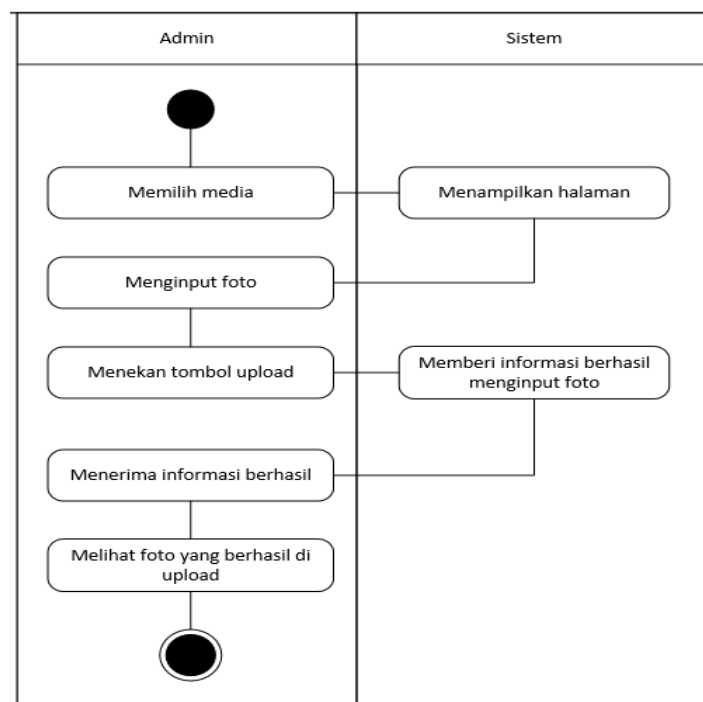 Admin
Sistem
Memilih media
Menampilkan halaman
Menginput foto
Menekan tombol upload
Memberi informasi berhasil
menginput foto
Menerima informasi berhasil
Melihat foto yang berhasil di
upload